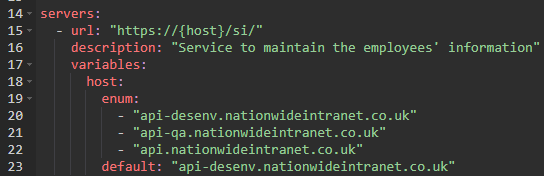 14 servers:
15 - url: "https://{host}/si/"
16 description: "Service to maintain the employees' information"
17 variables:
18 host:
19 enum:
20 - "api-desenv.nationwideintranet.co.uk"
21 - "api-qa.nationwideintranet.co.uk"
22 - "api.nationwideintranet.co.uk"
23 default: "api-desenv.nationwideintranet.co.uk"